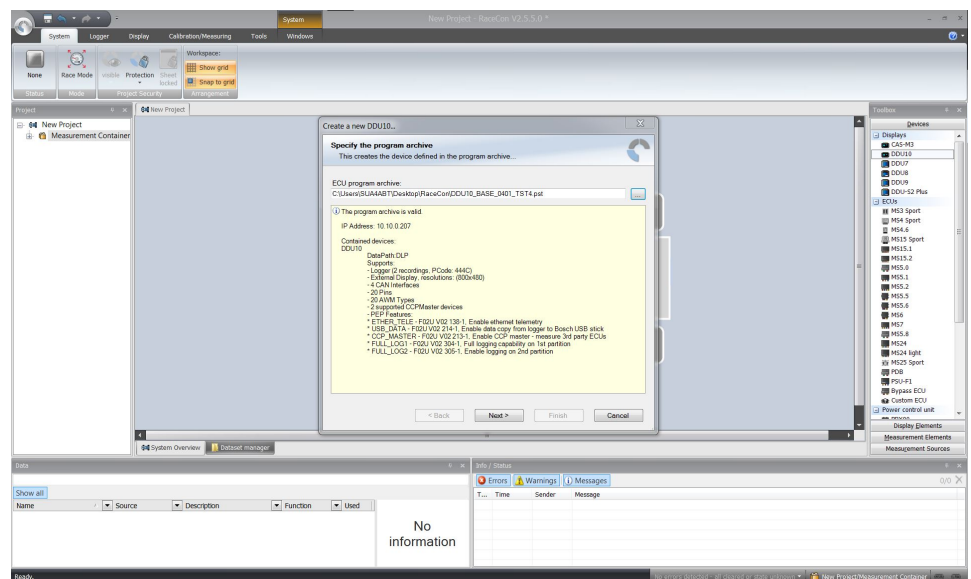 System
New Project - RaceCon V2.5.5.0 *
System
Logger
Display
Calibration/Measuring
Tools
Windows
None
Race Mode
visible
Protection
Sheet locked
Workspace:
Show grid
Snap to grid
Status
Mode
Project Security
Arrangement
Project
New Project
Measurement Container
New Project
Create a new DDU10...
Specify the program archive
This creates the device defined in the program archive...
ECU program archive:
C:\Users\SUA4ABT\Desktop\RaceCon\DDU10_BASE_0401_TST4.pst
...
The program archive is valid.
IP Address: 10.10.0.207
Contained devices:
DDU10
DataPath:DLP
Supports:
- Logger (2 recordings, PCode: 444C)
- External Display, resolutions: (800x480)
- 4 CAN Interfaces
- 20 Pins
- 20 AWM Types
- 2 supported CCPMaster devices
- PEP Features:
* ETHER_TELE - F02U V02 138-1, Enable ethernet telemetry
* USB_DATA - F02U V02 214-1, Enable data copy from logger to Bosch USB stick
* CCP_MASTER - F02U V02 213-1, Enable CCP master - measure 3rd party ECUs
* FULL_LOG1 - F02U V02 304-1, Full logging capability on 1st partition
* FULL_LOG2 - F02U V02 305-1, Enable logging on 2nd partition
< Back
Next >
Finish
Cancel
System Overview
Dataset manager
Toolbox
Devices
Displays
CAS-M3
DDU10
DDU7
DDU8
DDU9
DDU-S2 Plus
ECUs
MS3 Sport
MS4 Sport
MS4.6
MS15 Sport
MS15.1
MS15.2
MS5.0
MS5.1
MS5.2
MS5.5
MS5.6
MS6
MS7
MS5.8
MS24
MS24 light
MS25 Sport
PDB
PSU-F1
Bypass ECU
Custom ECU
Power control unit
Display Elements
Measurement Elements
Measurement Sources
Data
Show all
Name
Source
Description
Function
Used
No information
Info / Status
Errors
Warnings
Messages
0/0
T...
Time
Sender
Message
Ready.
No errors detected - all desired or state unknown
New Project/Measurement Container